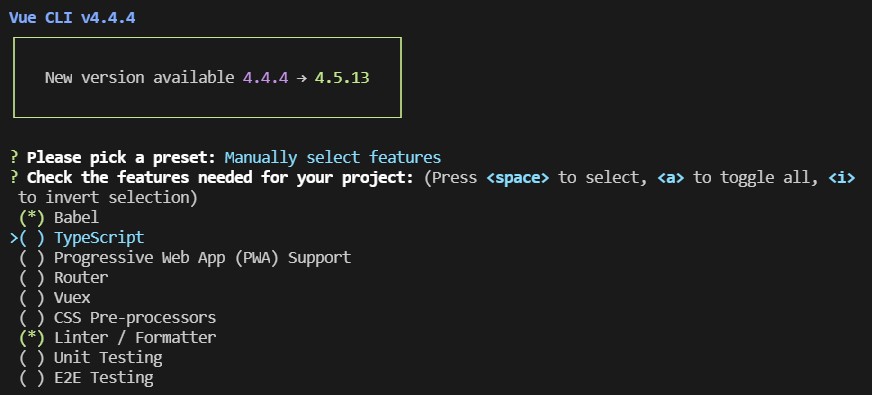 Vue CLI v4.4.4
New version available 4.4.4 → 4.5.13
? Please pick a preset: Manually select features
? Check the features needed for your project: (Press <space> to select, <a> to toggle all, <i>
to invert selection)
(*) Babel
>( ) TypeScript
( ) Progressive Web App (PWA) Support
( ) Router
( ) Vuex
( ) CSS Pre-processors
(*) Linter / Formatter
( ) Unit Testing
( ) E2E Testing